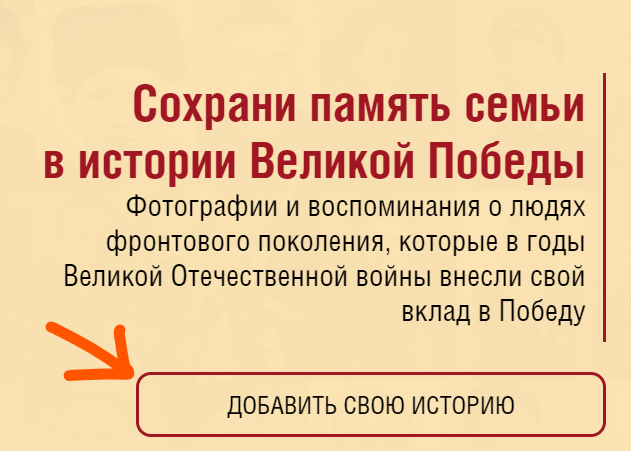 Сохрани память семьи
в истории Великой Победы
Фотографии и воспоминания о людях
фронтового поколения, которые в годы
Великой Отечественной войны внесли свой
вклад в Победу
ДОБАВИТЬ СВОЮ ИСТОРИЮ